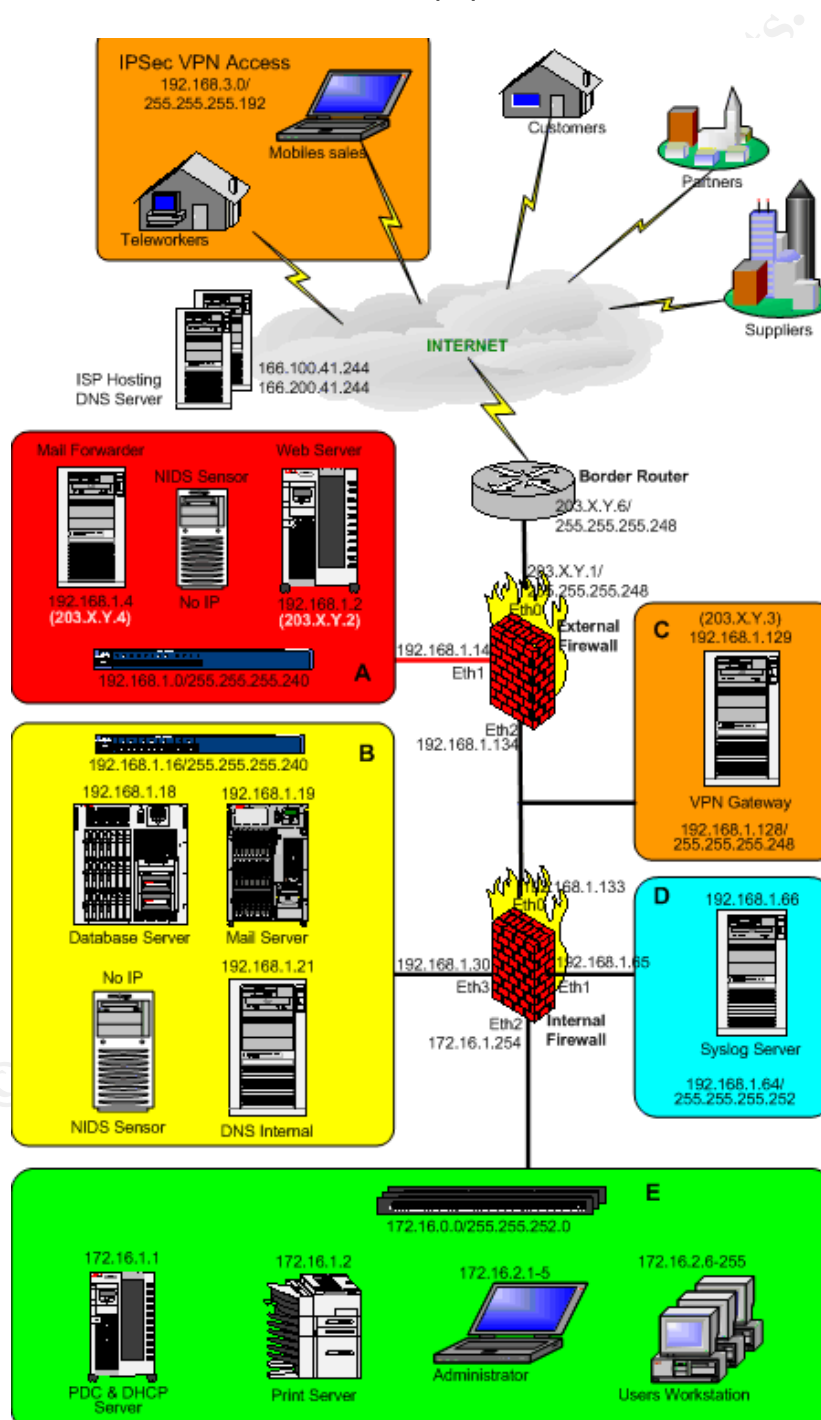 IPSec VPN Access
192.168.3.0/
255.255.255.192
Mobiles sales
Teleworkers
Customers
Partners
Suppliers
INTERNET
ISP Hosting
DNS Server
166.100.41.244
166.200.41.244
Mail Forwarder
NIDS Sensor
Web Server
192.168.1.4
(203.X.Y.4)
No IP
192.168.1.2
(203.X.Y.2)
192.168.1.0/255.255.255.240
A
Border Router
203.X.Y.6/
255.255.255.248
203.X.Y.1/
255.255.255.248
Eth0
External
Firewall
192.168.1.14
Eth1
Eth2
192.168.1.134
C
(203.X.Y.3)
192.168.1.129
VPN Gateway
192.168.1.128/
255.255.255.248
B
192.168.1.16/255.255.255.240
192.168.1.18
192.168.1.19
Database Server
Mail Server
No IP
192.168.1.21
NIDS Sensor
DNS Internal
192.168.1.133
Eth0
192.168.1.30
Eth3
192.168.1.65
Eth1
Eth2
172.16.1.254
Internal
Firewall
D
192.168.1.66
Syslog Server
192.168.1.64/
255.255.255.252
E
172.16.0.0/255.255.252.0
172.16.1.1
172.16.1.2
172.16.2.1-5
172.16.2.6-255
PDC & DHCP
Server
Print Server
Administrator
Users Workstation